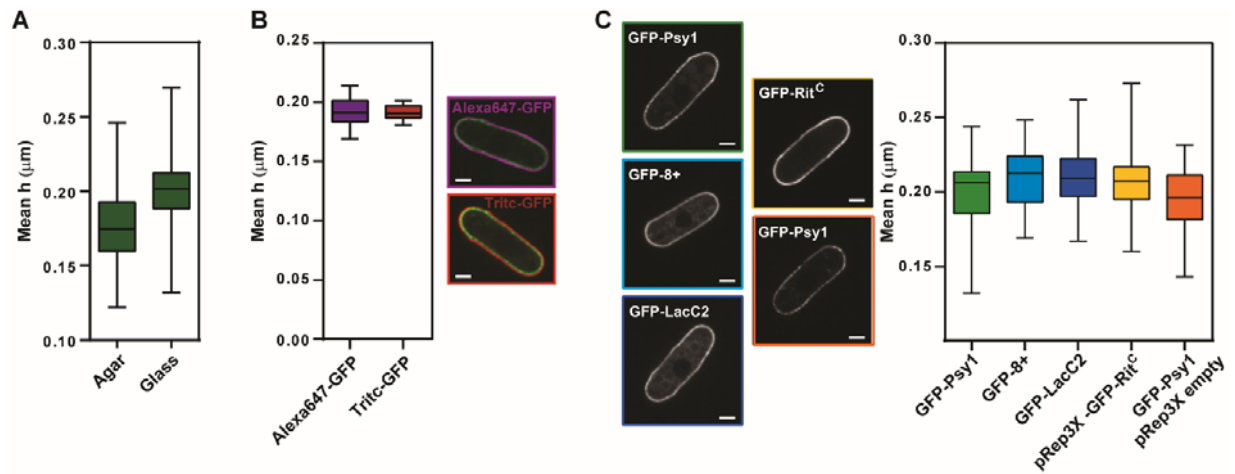 A
0.30
0.25
0.20
0.15
0.10
Mean h (μm)
Agar
Glass
B
0.25
0.20
0.15
0.10
0.05
0.00
Mean h (μm)
Alexa647-GFP
Tritc-GFP
Alexa647-GFP
Tritc-GFP
C
GFP-Psy1
GFP-8+
GFP-LacC2
GFP-Rit^C
GFP-Psy1
0.30
0.25
0.20
0.15
Mean h (μm)
GFP-Psy1
GFP-8+
GFP-LacC2
pRep3X -GFP-Rit^C
GFP-Psy1
pRep3X empty